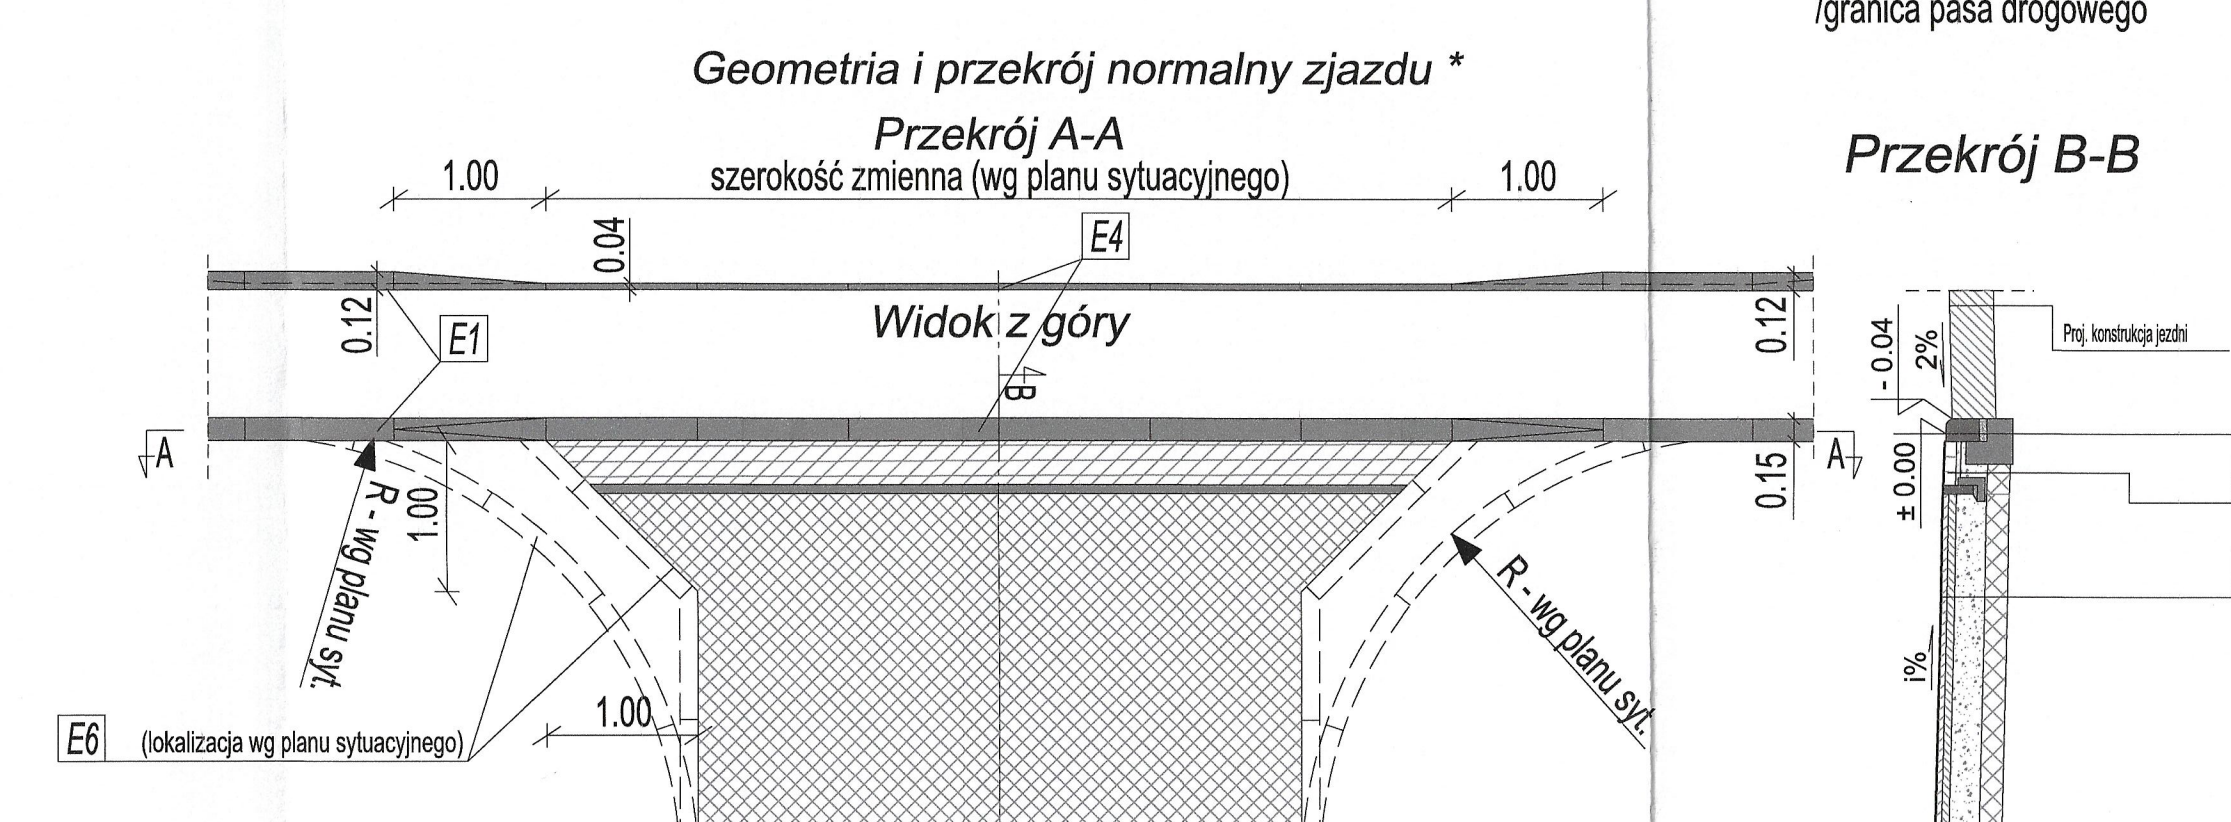 /granica pasa drogowego
Geometria i przekrój normalny zjazdu *
Przekrój A-A
Przekrój B-B
1.00
szerokość zmienna (wg planu sytuacyjnego)
1.00
0.04
E4
0.12
E1
Widok z góry
0.12
- 0.04
2%
Proj. konstrukcja jezdni
B
A
A
0.15
± 0.00
R - wg planu syt.
1.00
R - wg planu syt.
i%
1.00
E6
(lokalizacja wg planu sytuacyjnego)